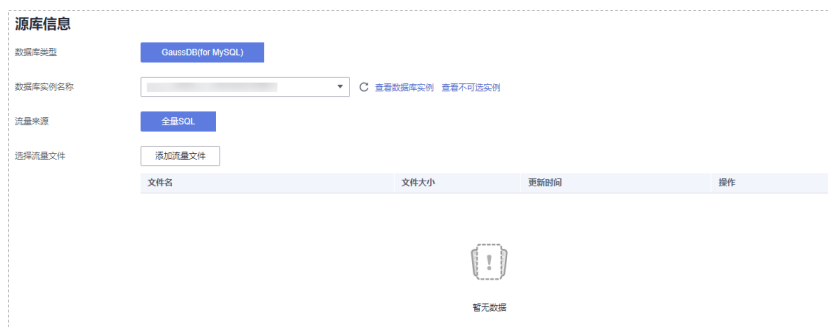 源库信息
数据库类型 GaussDB(for MySQL)
数据库实例名称 查看数据库实例 查看不可选实例
流量来源 全量SQL
选择流量文件 添加流量文件
文件名 文件大小 更新时间 操作
暂无数据